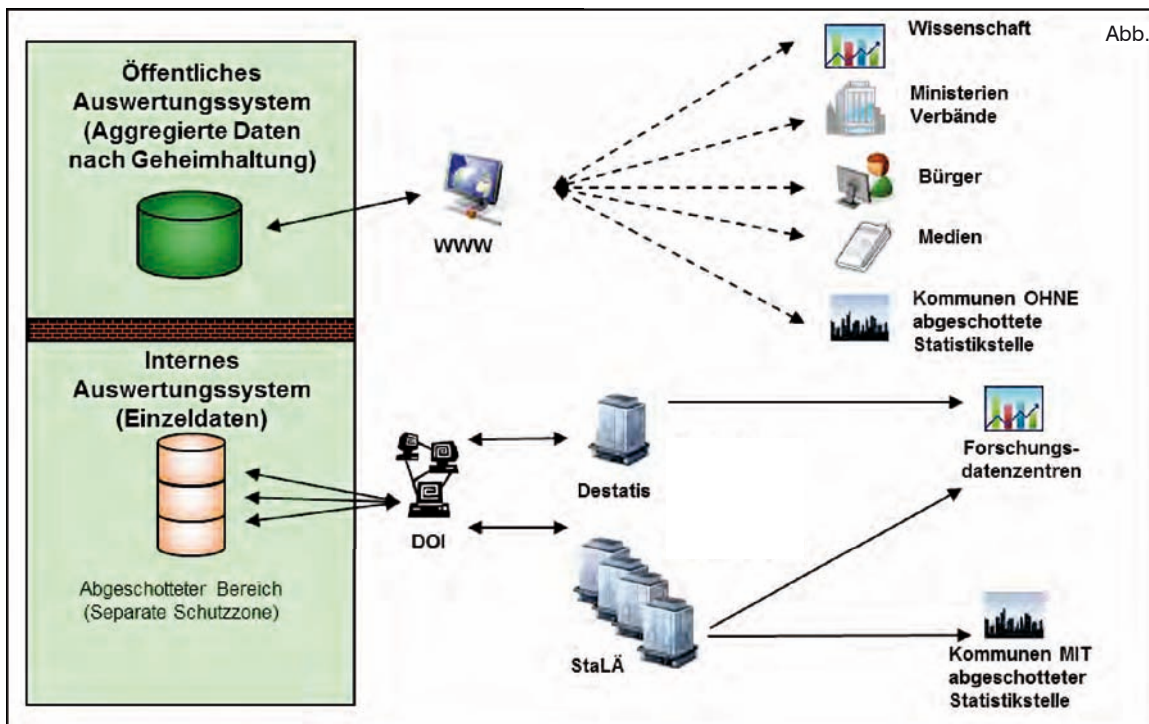 Abb.
Öffentliches
Auswertungssystem
(Aggregierte Daten
nach Geheimhaltung)
WWW
Wissenschaft
Ministerien
Verbände
Bürger
Medien
Kommunen OHNE
abgeschottete
Statistikstelle
Internes
Auswertungssystem
(Einzeldaten)
Abgeschotteter Bereich
(Separate Schutzzone)
DOI
Destatis
StaLÄ
Forschungs-
datenzentren
Kommunen MIT
abgeschotteter
Statistikstelle